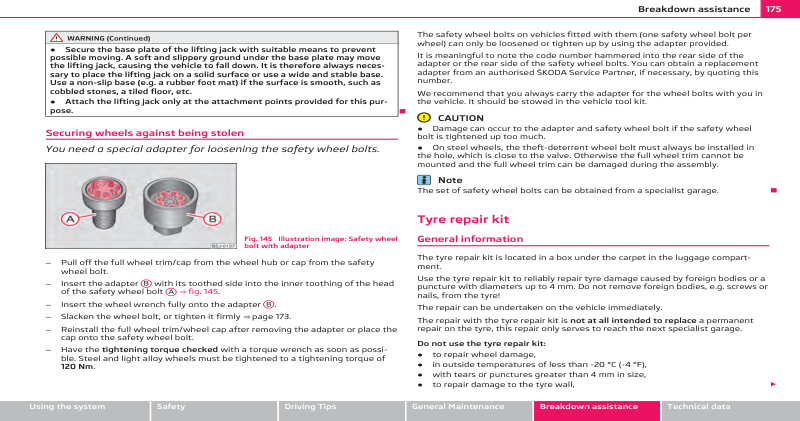 Breakdown assistance 175
WARNING (Continued)
● Secure the base plate of the lifting jack with suitable means to prevent
possible moving. A soft and slippery ground under the base plate may move
the lifting jack, causing the vehicle to fall down. It is therefore always neces-
sary to place the lifting jack on a solid surface or use a wide and stable base.
Use a non-slip base (e.g. a rubber foot mat) if the surface is smooth, such as
cobbled stones, a tiled floor, etc.
● Attach the lifting jack only at the attachment points provided for this pur-
pose.
Securing wheels against being stolen
You need a special adapter for loosening the safety wheel bolts.
A
B
Fig. 145 Illustration image: Safety wheel
bolt with adapter
– Pull off the full wheel trim/cap from the wheel hub or cap from the safety
wheel bolt.
– Insert the adapter B with its toothed side into the inner toothing of the head
of the safety wheel bolt A ⇒ fig. 145.
– Insert the wheel wrench fully onto the adapter B.
– Slacken the wheel bolt, or tighten it firmly ⇒ page 173.
– Reinstall the full wheel trim/wheel cap after removing the adapter or place the
cap onto the safety wheel bolt.
– Have the tightening torque checked with a torque wrench as soon as possi-
ble. Steel and light alloy wheels must be tightened to a tightening torque of
120 Nm.
The safety wheel bolts on vehicles fitted with them (one safety wheel bolt per
wheel) can only be loosened or tighten up by using the adapter provided.
It is meaningful to note the code number hammered into the rear side of the
adapter or the rear side of the safety wheel bolts. You can obtain a replacement
adapter from an authorised ŠKODA Service Partner, if necessary, by quoting this
number.
We recommend that you always carry the adapter for the wheel bolts with you in
the vehicle. It should be stowed in the vehicle tool kit.
CAUTION
● Damage can occur to the adapter and safety wheel bolt if the safety wheel
bolt is tightened up too much.
● On steel wheels, the theft-deterrent wheel bolt must always be installed in
the hole, which is close to the valve. Otherwise the full wheel trim cannot be
mounted and the full wheel trim can be damaged during the assembly.
Note
The set of safety wheel bolts can be obtained from a specialist garage.
Tyre repair kit
General information
The tyre repair kit is located in a box under the carpet in the luggage compart-
ment.
Use the tyre repair kit to reliably repair tyre damage caused by foreign bodies or a
puncture with diameters up to 4 mm. Do not remove foreign bodies, e.g. screws or
nails, from the tyre!
The repair can be undertaken on the vehicle immediately.
The repair with the tyre repair kit is not at all intended to replace a permanent
repair on the tyre, this repair only serves to reach the next specialist garage.
Do not use the tyre repair kit:
● to repair wheel damage,
● in outside temperatures of less than -20 °C (-4 °F),
● with tears or punctures greater than 4 mm in size,
● to repair damage to the tyre wall,
Using the system Safety Driving Tips General Maintenance Breakdown assistance Technical data